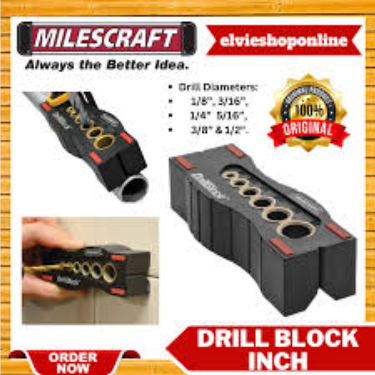 MILESCRAFT
elvieshoponline
Always the Better Idea.
Drill Diameters:
1/8", 3/16",
1/4" 5/16",
3/8" & 1/2".
100%
ORIGINAL
DrillBlock
DRILL BLOCK
INCH
ORDER
NOW